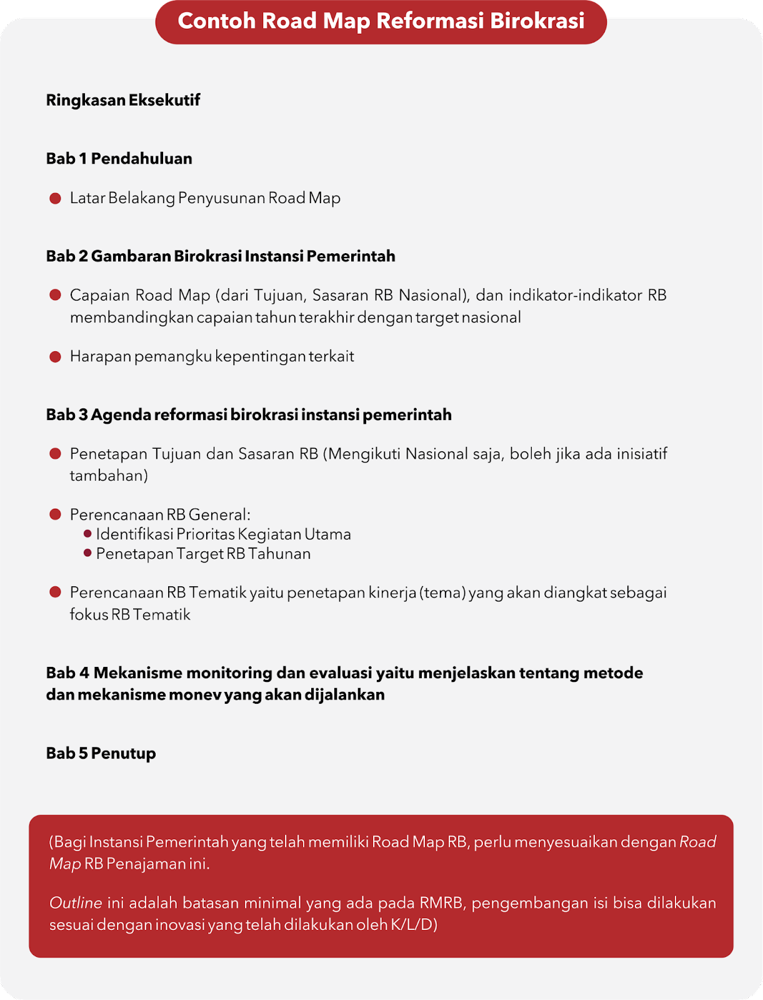 Contoh Road Map Reformasi Birokrasi
Ringkasan Eksekutif
Bab 1 Pendahuluan
Latar Belakang Penyusunan Road Map
Bab 2 Gambaran Birokrasi Instansi Pemerintah
Capaian Road Map (dari Tujuan, Sasaran RB Nasional), dan indikator-indikator RB
membandingkan capaian tahun terakhir dengan target nasional
Harapan pemangku kepentingan terkait
Bab 3 Agenda reformasi birokrasi instansi pemerintah
Penetapan Tujuan dan Sasaran RB (Mengikuti Nasional saja, boleh jika ada inisiatif
tambahan)
Perencanaan RB General:
Identifikasi Prioritas Kegiatan Utama
Penetapan Target RB Tahunan
Perencanaan RB Tematik yaitu penetapan kinerja (tema) yang akan diangkat sebagai
fokus RB Tematik
Bab 4 Mekanisme monitoring dan evaluasi yaitu menjelaskan tentang metode
dan mekanisme monev yang akan dijalankan
Bab 5 Penutup
(Bagi Instansi Pemerintah yang telah memiliki Road Map RB, perlu menyesuaikan dengan Road
Map RB Penajaman ini.
Outline ini adalah batasan minimal yang ada pada RMRB, pengembangan isi bisa dilakukan
sesuai dengan inovasi yang telah dilakukan oleh K/L/D)